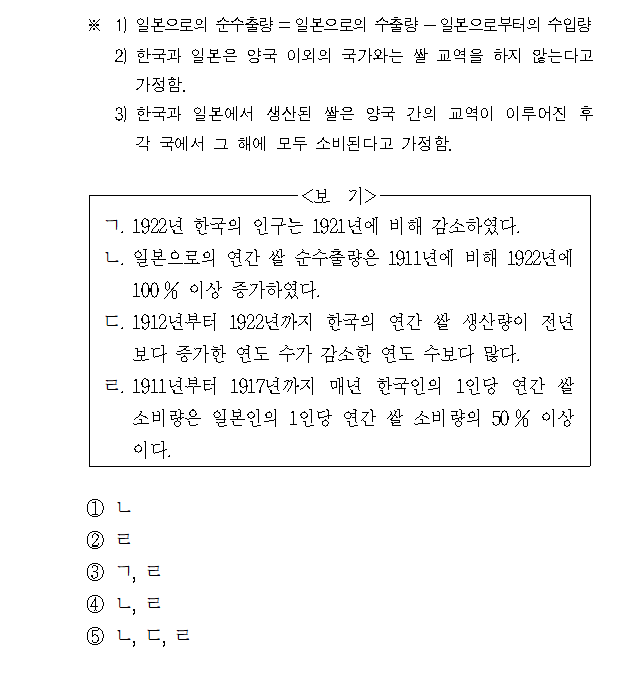 ※ 1) 일본으로의 순수출량=일본으로의 수출량-일본으로부터의 수입량
2) 한국과 일본은 양국 이외의 국가와는 쌀 교역을 하지 않는다고
가정함.
3) 한국과 일본에서 생산된 쌀은 양국 간의 교역이 이루어진 후
각 국에서 그 해에 모두 소비된다고 가정함.
<보 기>
ㄱ. 1922년 한국의 인구는 1921년에 비해 감소하였다.
ㄴ. 일본으로의 연간 쌀 순수출량은 1911년에 비해 1922년에
100% 이상 증가하였다.
ㄷ. 1912년부터 1922년까지 한국의 연간 쌀 생산량이 전년
보다 증가한 연도 수가 감소한 연도 수보다 많다.
ㄹ. 1911년부터 1917년까지 매년 한국인의 1인당 연간 쌀
소비량은 일본인의 1인당 연간 쌀 소비량의 50% 이상
이다.
① ㄴ
② ㄹ
③ ㄱ, ㄹ
④ ㄴ, ㄹ
⑤ ㄴ, ㄷ, ㄹ